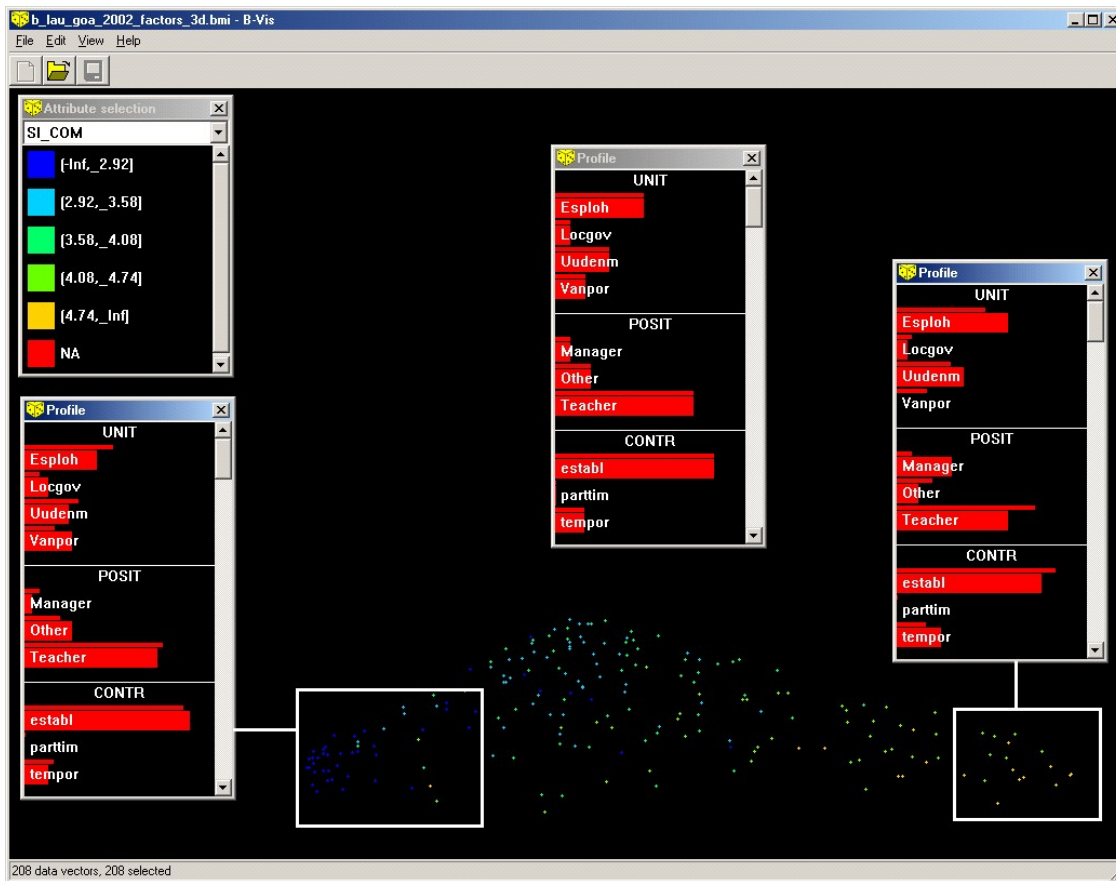 b_lau_goa_2002_factors_3d.bmi - B-Vis
File Edit View Help
Attribute selection
SI_COM
[-Inf,_2.92]
[2.92,_3.58]
[3.58,_4.08]
[4.08,_4.74]
[4.74,_Inf]
NA
Profile
UNIT
Esploh
Locgov
Uudenm
Vanpor
POSIT
Manager
Other
Teacher
CONTR
establ
parttim
tempor
Profile
UNIT
Esploh
Locgov
Uudenm
Vanpor
POSIT
Manager
Other
Teacher
CONTR
establ
parttim
tempor
Profile
UNIT
Esploh
Locgov
Uudenm
Vanpor
POSIT
Manager
Other
Teacher
CONTR
establ
parttim
tempor
208 data vectors, 208 selected